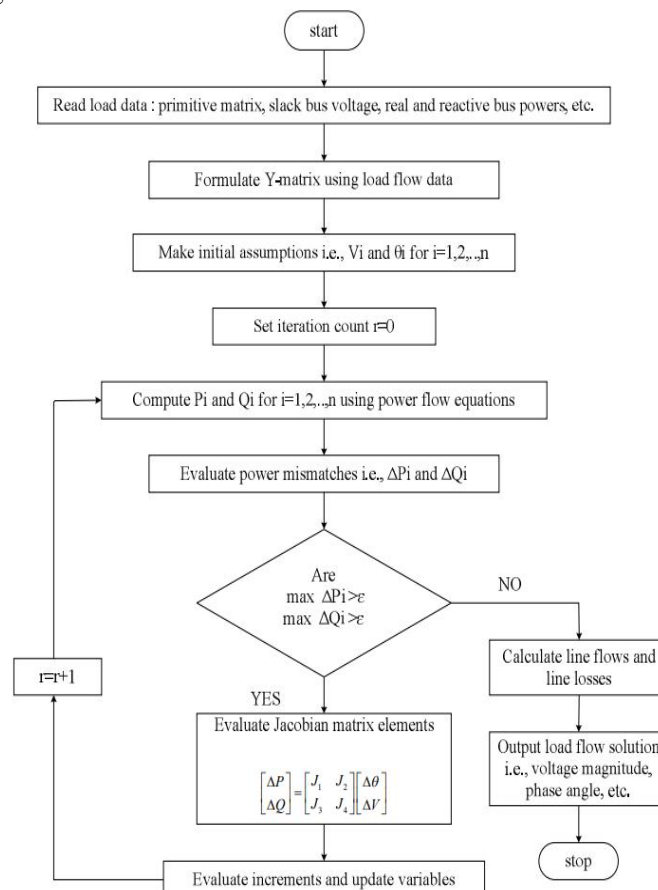 start
Read load data : primitive matrix, slack bus voltage, real and reactive bus powers, etc.
Formulate Y-matrix using load flow data
Make initial assumptions i.e., Vi and θi for i=1,2,..,n
Set iteration count r=0
Compute Pi and Qi for i=1,2,..,n using power flow equations
Evaluate power mismatches i.e., ΔPi and ΔQi
Are
max ΔPi>ε
max ΔQi>ε
NO
Calculate line flows and
line losses
r=r+1
YES
Evaluate Jacobian matrix elements
Output load flow solution
i.e., voltage magnitude,
phase angle, etc.
[ΔP] = [J₁ J₂] [Δθ]
[ΔQ] [J₃ J₄] [ΔV]
stop
Evaluate increments and update variables